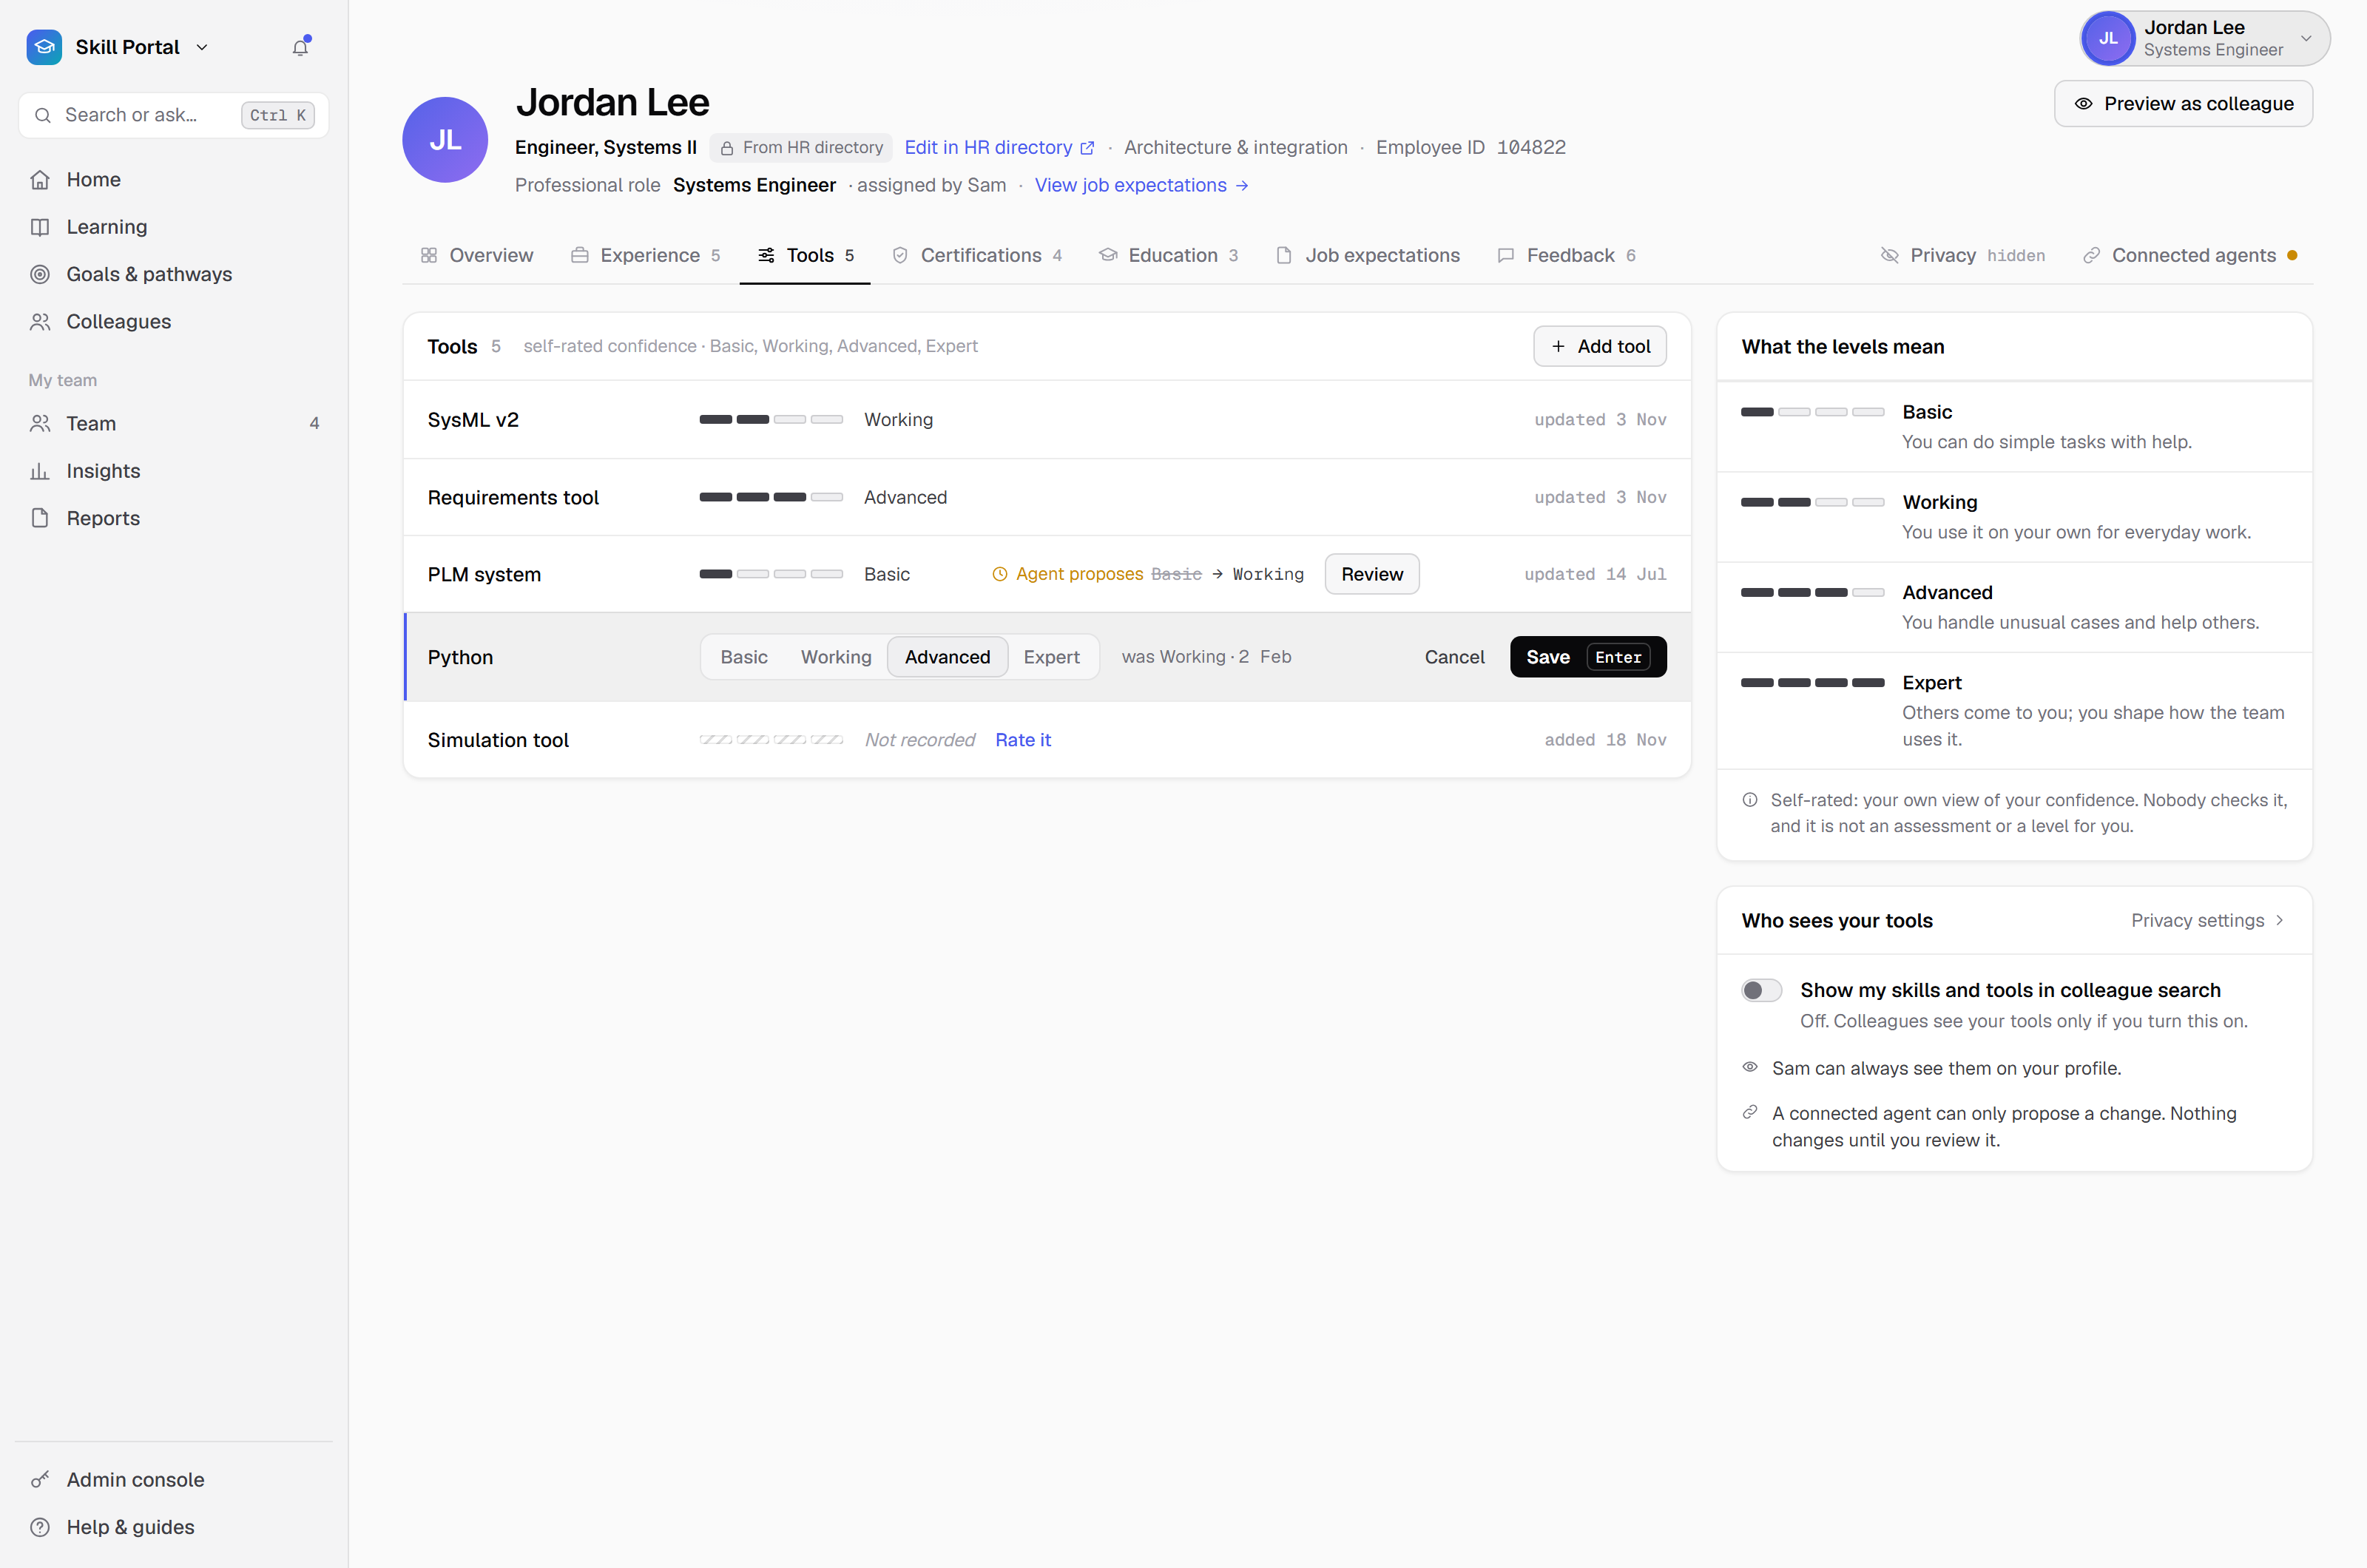 Skill Portal
Search or ask... Ctrl K
Home
Learning
Goals & pathways
Colleagues
My team
Team 4
Insights
Reports
Admin console
Help & guides
JL Jordan Lee
Systems Engineer
Preview as colleague
JL
Jordan Lee
Engineer, Systems II From HR directory Edit in HR directory · Architecture & integration · Employee ID 104822
Professional role Systems Engineer · assigned by Sam · View job expectations →
Overview Experience 5 Tools 5 Certifications 4 Education 3 Job expectations Feedback 6 Privacy hidden Connected agents
Tools 5 self-rated confidence · Basic, Working, Advanced, Expert + Add tool
SysML v2 Working updated 3 Nov
Requirements tool Advanced updated 3 Nov
PLM system Basic Agent proposes Basic → Working Review updated 14 Jul
Python Basic Working Advanced Expert was Working · 2 Feb Cancel Save Enter
Simulation tool Not recorded Rate it added 18 Nov
What the levels mean
Basic
You can do simple tasks with help.
Working
You use it on your own for everyday work.
Advanced
You handle unusual cases and help others.
Expert
Others come to you; you shape how the team
uses it.
Self-rated: your own view of your confidence. Nobody checks it,
and it is not an assessment or a level for you.
Who sees your tools Privacy settings
Show my skills and tools in colleague search
Off. Colleagues see your tools only if you turn this on.
Sam can always see them on your profile.
A connected agent can only propose a change. Nothing
changes until you review it.